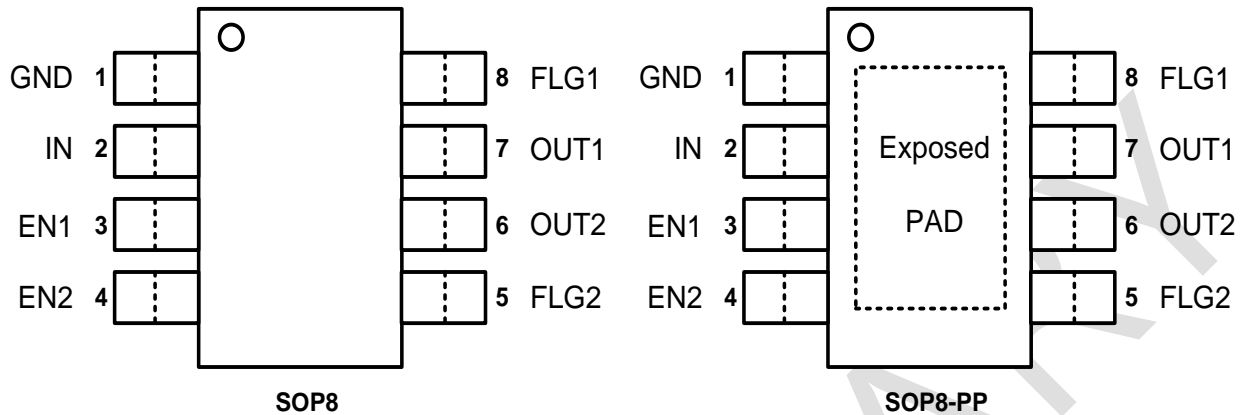 GND 1
IN 2
EN1 3
EN2 4
8 FLG1
7 OUT1
6 OUT2
5 FLG2
SOP8
GND 1
IN 2
EN1 3
EN2 4
Exposed
PAD
8 FLG1
7 OUT1
6 OUT2
5 FLG2
SOP8-PP